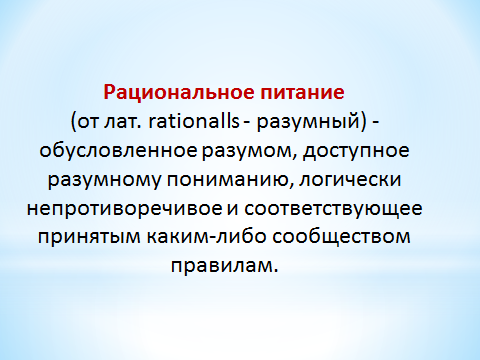 Рациональное питание
(от лат. rationalls - разумный) -
обусловленное разумом, доступное
разумному пониманию, логически
непротиворечивое и соответствующее
принятым каким-либо сообществом
правилам.